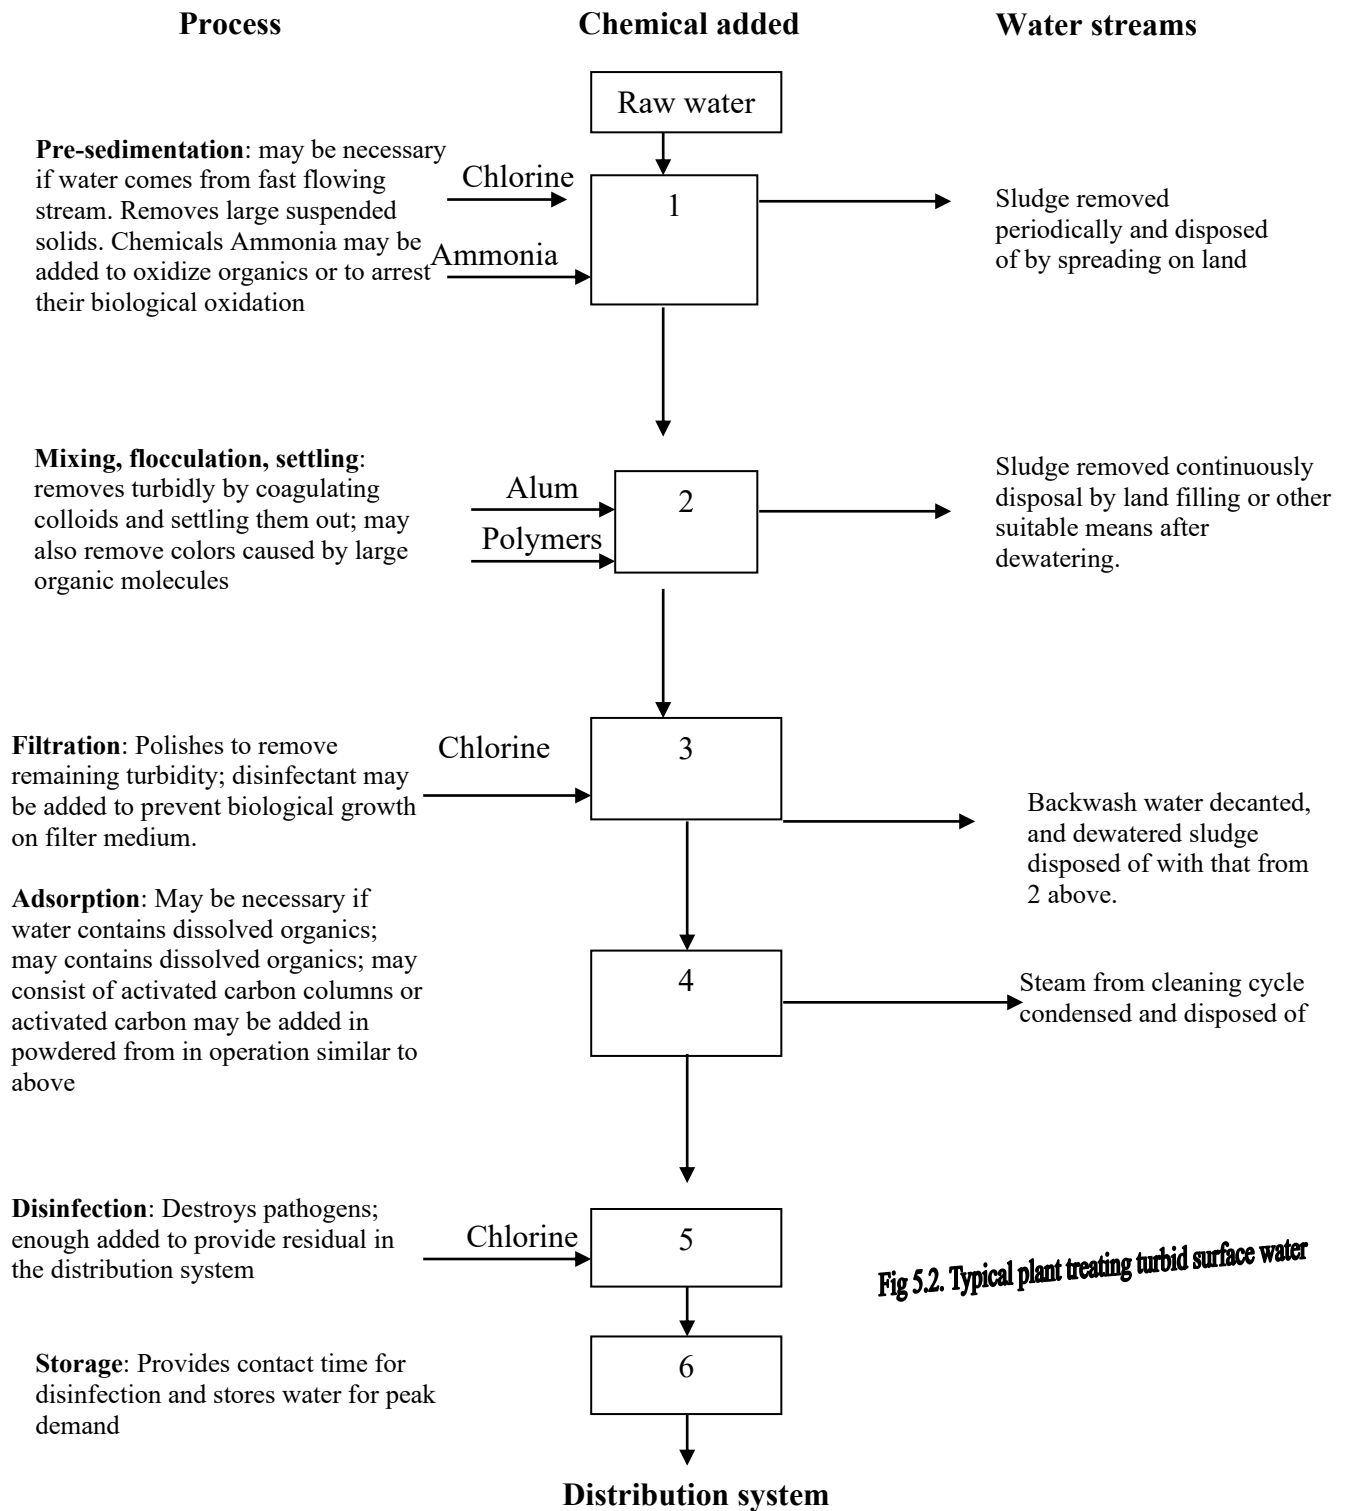 Process
Chemical added
Water streams
Raw water
Pre-sedimentation: may be necessary
if water comes from fast flowing
stream. Removes large suspended
solids. Chemicals Ammonia may be
added to oxidize organics or to arrest
their biological oxidation
Chlorine
Ammonia
1
Sludge removed
periodically and disposed
of by spreading on land
Mixing, flocculation, settling:
removes turbidly by coagulating
colloids and settling them out; may
also remove colors caused by large
organic molecules
Alum
Polymers
2
Sludge removed continuously
disposal by land filling or other
suitable means after
dewatering.
Filtration: Polishes to remove
remaining turbidity; disinfectant may
be added to prevent biological growth
on filter medium.
Chlorine
3
Backwash water decanted,
and dewatered sludge
disposed of with that from
2 above.
Adsorption: May be necessary if
water contains dissolved organics;
may contains dissolved organics; may
consist of activated carbon columns or
activated carbon may be added in
powdered from in operation similar to
above
4
Steam from cleaning cycle
condensed and disposed of
Disinfection: Destroys pathogens;
enough added to provide residual in
the distribution system
Chlorine
5
Fig 5.2. Typical plant treating turbid surface water
Storage: Provides contact time for
disinfection and stores water for peak
demand
6
Distribution system